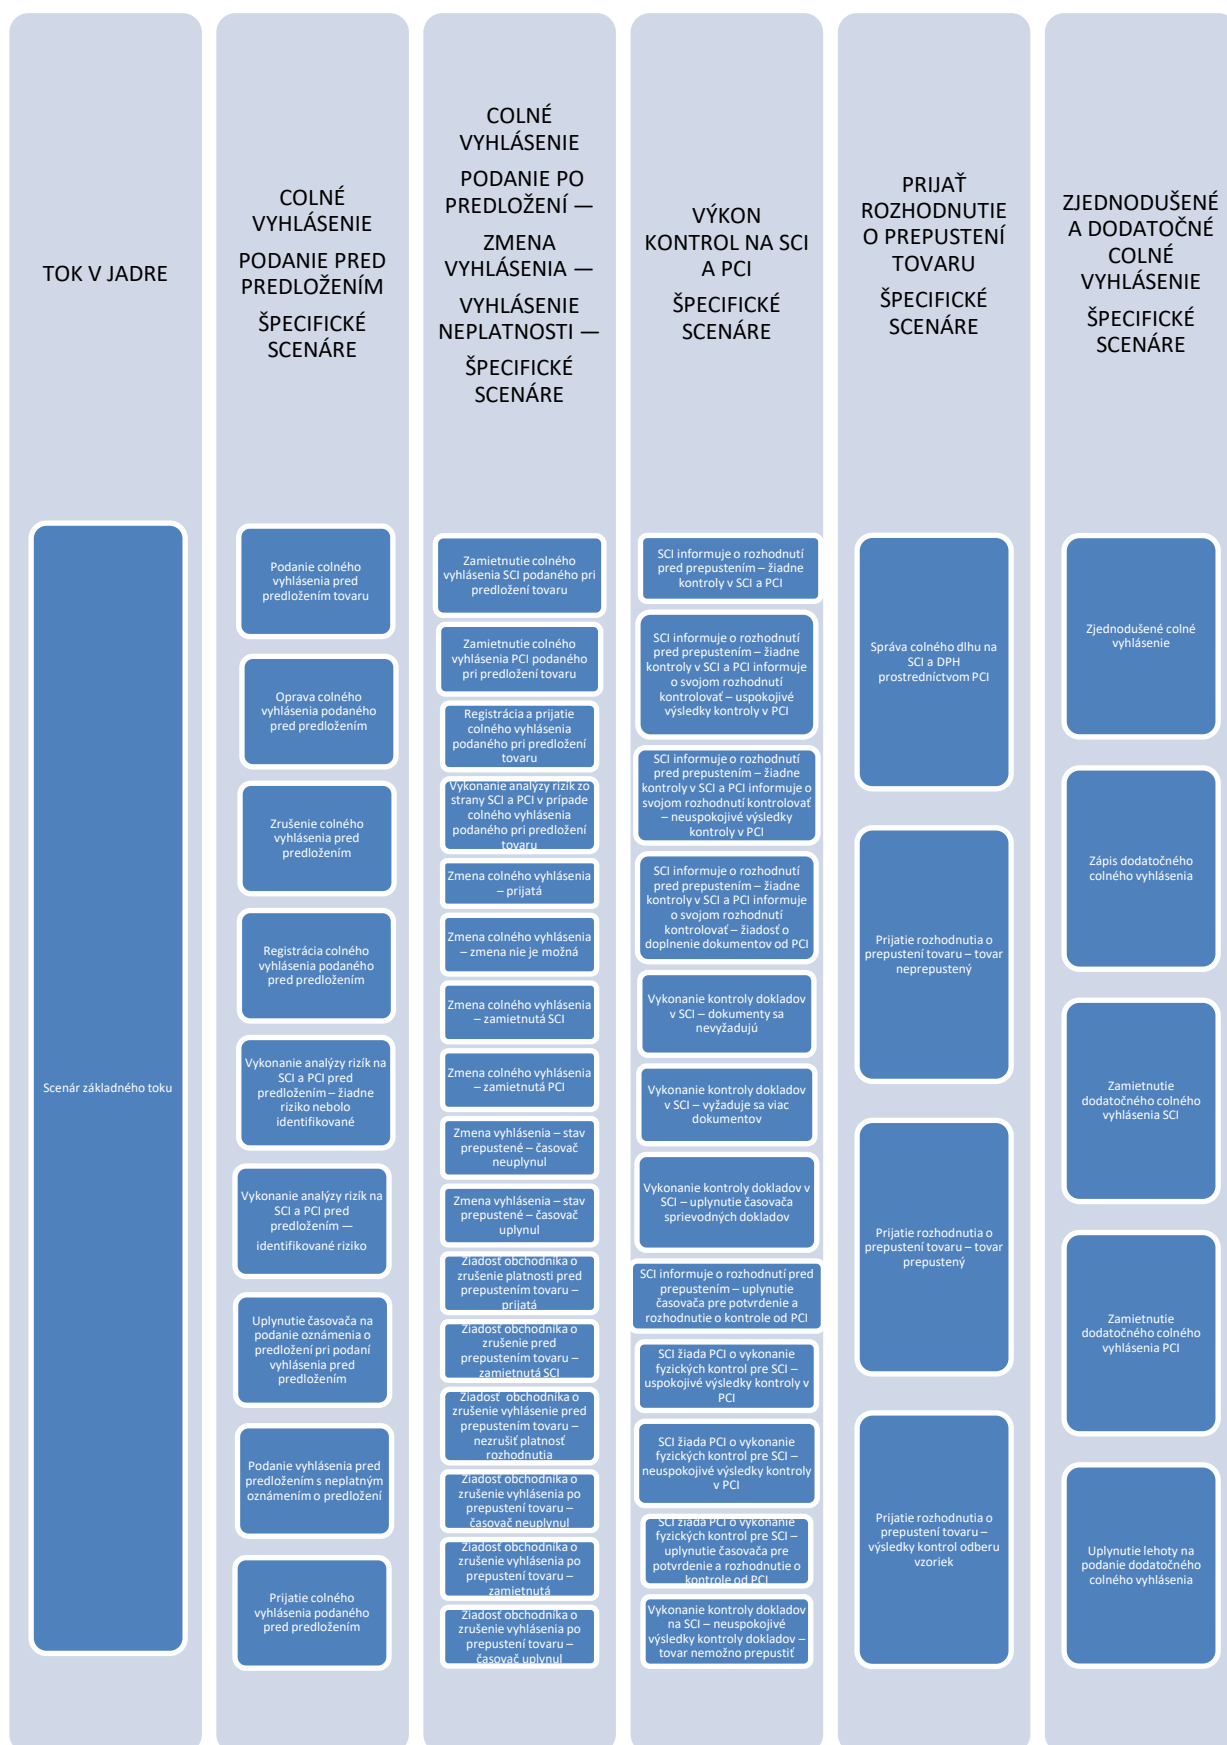 TOK V JADRE
Scenár základného toku
COLNÉ
VYHLÁSENIE
PODANIE PRED
PREDLOŽENÍM
ŠPECIFICKÉ
SCENÁRE
Podanie colného
vyhlásenia pred
predložením tovaru
Oprava colného
vyhlásenia podaného
pred predložením
Zrušenie colného
vyhlásenia pred
predložením
Registrácia colného
vyhlásenia podaného
pred predložením
Vykonanie analýzy rizík na
SCI a PCI pred
predložením – žiadne
riziko nebolo
identifikované
Vykonanie analýzy rizík na
SCI a PCI pred
predložením —
identifikované riziko
Uplynutie časovača na
podanie oznámenia o
predložení pri podaní
vyhlásenia pred
predložením
Podanie vyhlásenia pred
predložením s neplatným
oznámením o predložení
Prijatie colného
vyhlásenia podaného
pred predložením
COLNÉ
VYHLÁSENIE
PODANIE PO
PREDLOŽENÍ —
ZMENA
VYHLÁSENIA —
VYHLÁSENIE
NEPLATNOSTI —
ŠPECIFICKÉ
SCENÁRE
Zamietnutie colného
vyhlásenia SCI podaného pri
predložení tovaru
Zamietnutie colného
vyhlásenia PCI podaného
pri predložení tovaru
Registrácia a prijatie
colného vyhlásenia
podaného pri predložení
tovaru
Vykonanie analýzy rizik zo
strany SCI a PCI v prípade
colného vyhlásenia
podaného pri predložení
tovaru
Zmena colného vyhlásenia
– prijatá
Zmena colného vyhlásenia
– zmena nie je možná
Zmena colného vyhlásenia
– zamietnutá SCI
Zmena colného vyhlásenia
– zamietnutá PCI
Zmena vyhlásenia – stav
prepustené – časovač
neuplynul
Zmena vyhlásenia – stav
prepustené – časovač
uplynul
Žiadosť obchodníka o
zrušenie platnosti pred
prepustením tovaru –
prijatá
Žiadosť obchodníka o
zrušenie pred
prepustením tovaru –
zamietnutá SCI
Žiadosť  obchodníka o
zrušenie vyhlásenie pred
prepustením tovaru –
nezrušiť platnosť
rozhodnutia
Žiadosť obchodníka o
zrušenie vyhlásenia po
prepustení tovaru –
časovač neuplynul
Žiadosť obchodníka o
zrušenie vyhlásenia po
prepustení tovaru –
zamietnutá
Žiadosť obchodníka o
zrušenie vyhlásenia po
prepustení tovaru –
časovač uplynul
VÝKON
KONTROL NA SCI
A PCI
ŠPECIFICKÉ
SCENÁRE
SCI informuje o rozhodnutí
pred prepustením – žiadne
kontroly v SCI a PCI
SCI informuje o rozhodnutí
pred prepustením – žiadne
kontroly v SCI a PCI informuje
o svojom rozhodnutí
kontrolovať – uspokojivé
výsledky kontroly v PCI
SCI informuje o rozhodnutí
pred prepustením – žiadne
kontroly v SCI a PCI informuje o
svojom rozhodnutí kontrolovať
– neuspokojivé výsledky
kontroly v PCI
SCI informuje o rozhodnutí
pred prepustením – žiadne
kontroly v SCI a PCI informuje
o svojom rozhodnutí
kontrolovať – žiadosť o
doplnenie dokumentov od PCI
Vykonanie kontroly dokladov
v SCI – dokumenty sa
nevyžadujú
Vykonanie kontroly dokladov
v SCI – vyžaduje sa viac
dokumentov
Vykonanie kontroly dokladov v
SCI – uplynutie časovača
sprievodných dokladov
SCI informuje o rozhodnutí pred
prepustením – uplynutie
časovača pre potvrdenie a
rozhodnutie o kontrole od PCI
SCI žiada PCI o vykonanie
fyzických kontrol pre SCI –
uspokojivé výsledky kontroly v
PCI
SCI žiada PCI o vykonanie
fyzických kontrol pre SCI –
neuspokojivé výsledky kontroly
v PCI
SCI žiada PCI o vykonanie
fyzických kontrol pre SCI –
uplynutie časovača pre
potvrdenie a rozhodnutie o
kontrole od PCI
Vykonanie kontroly dokladov
na SCI – neuspokojivé
výsledky kontroly dokladov –
tovar nemožno prepustiť
PRIJAŤ
ROZHODNUTIE
O PREPUSTENÍ
TOVARU
ŠPECIFICKÉ
SCENÁRE
Správa colného dlhu na
SCI a DPH
prostredníctvom PCI
Prijatie rozhodnutia o
prepustení tovaru – tovar
neprepustený
Prijatie rozhodnutia o
prepustení tovaru – tovar
prepustený
Prijatie rozhodnutia o
prepustení tovaru –
výsledky kontrol odberu
vzoriek
ZJEDNODUŠENÉ
A DODATOČNÉ
COLNÉ
VYHLÁSENIE
ŠPECIFICKÉ
SCENÁRE
Zjednodušené colné
vyhlásenie
Zápis dodatočného
colného vyhlásenia
Zamietnutie
dodatočného colného
vyhlásenia SCI
Zamietnutie
dodatočného colného
vyhlásenia PCI
Uplynutie lehoty na
podanie dodatočného
colného vyhlásenia